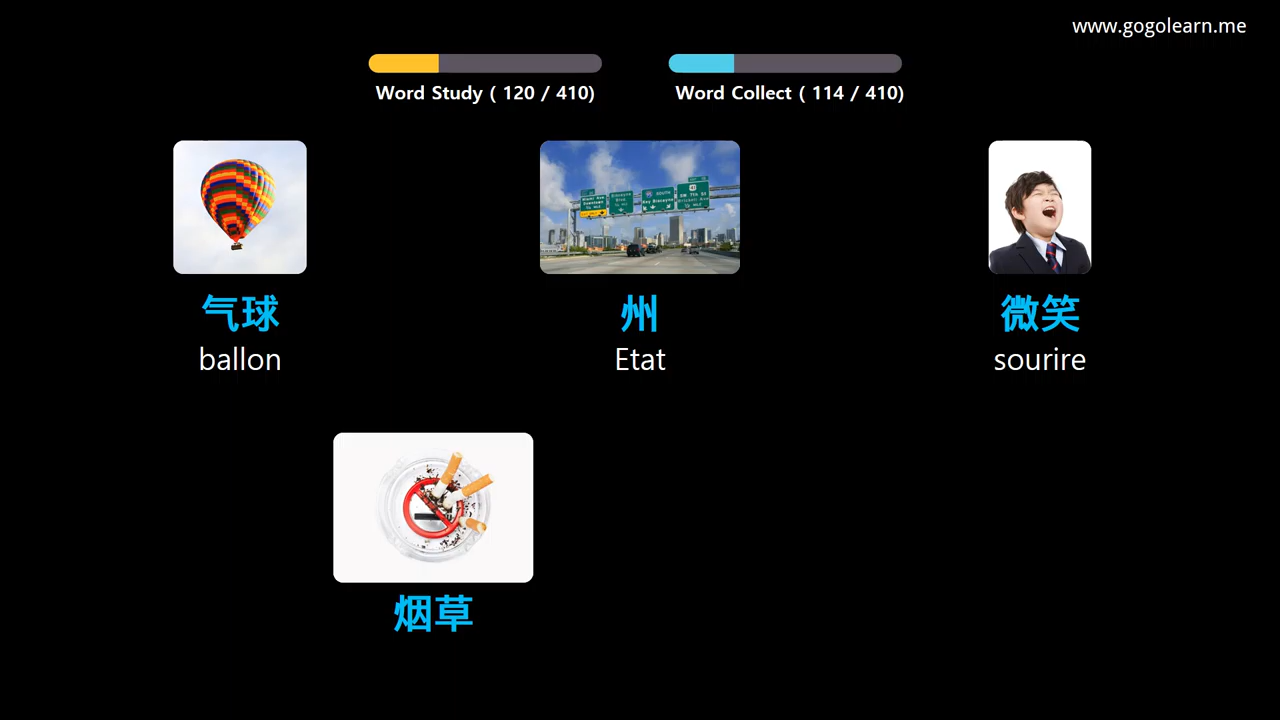 www.gogolearn.me
Word Study ( 120 / 410)
Word Collect ( 114 / 410)
气球
ballon
州
Etat
微笑
sourire
烟草